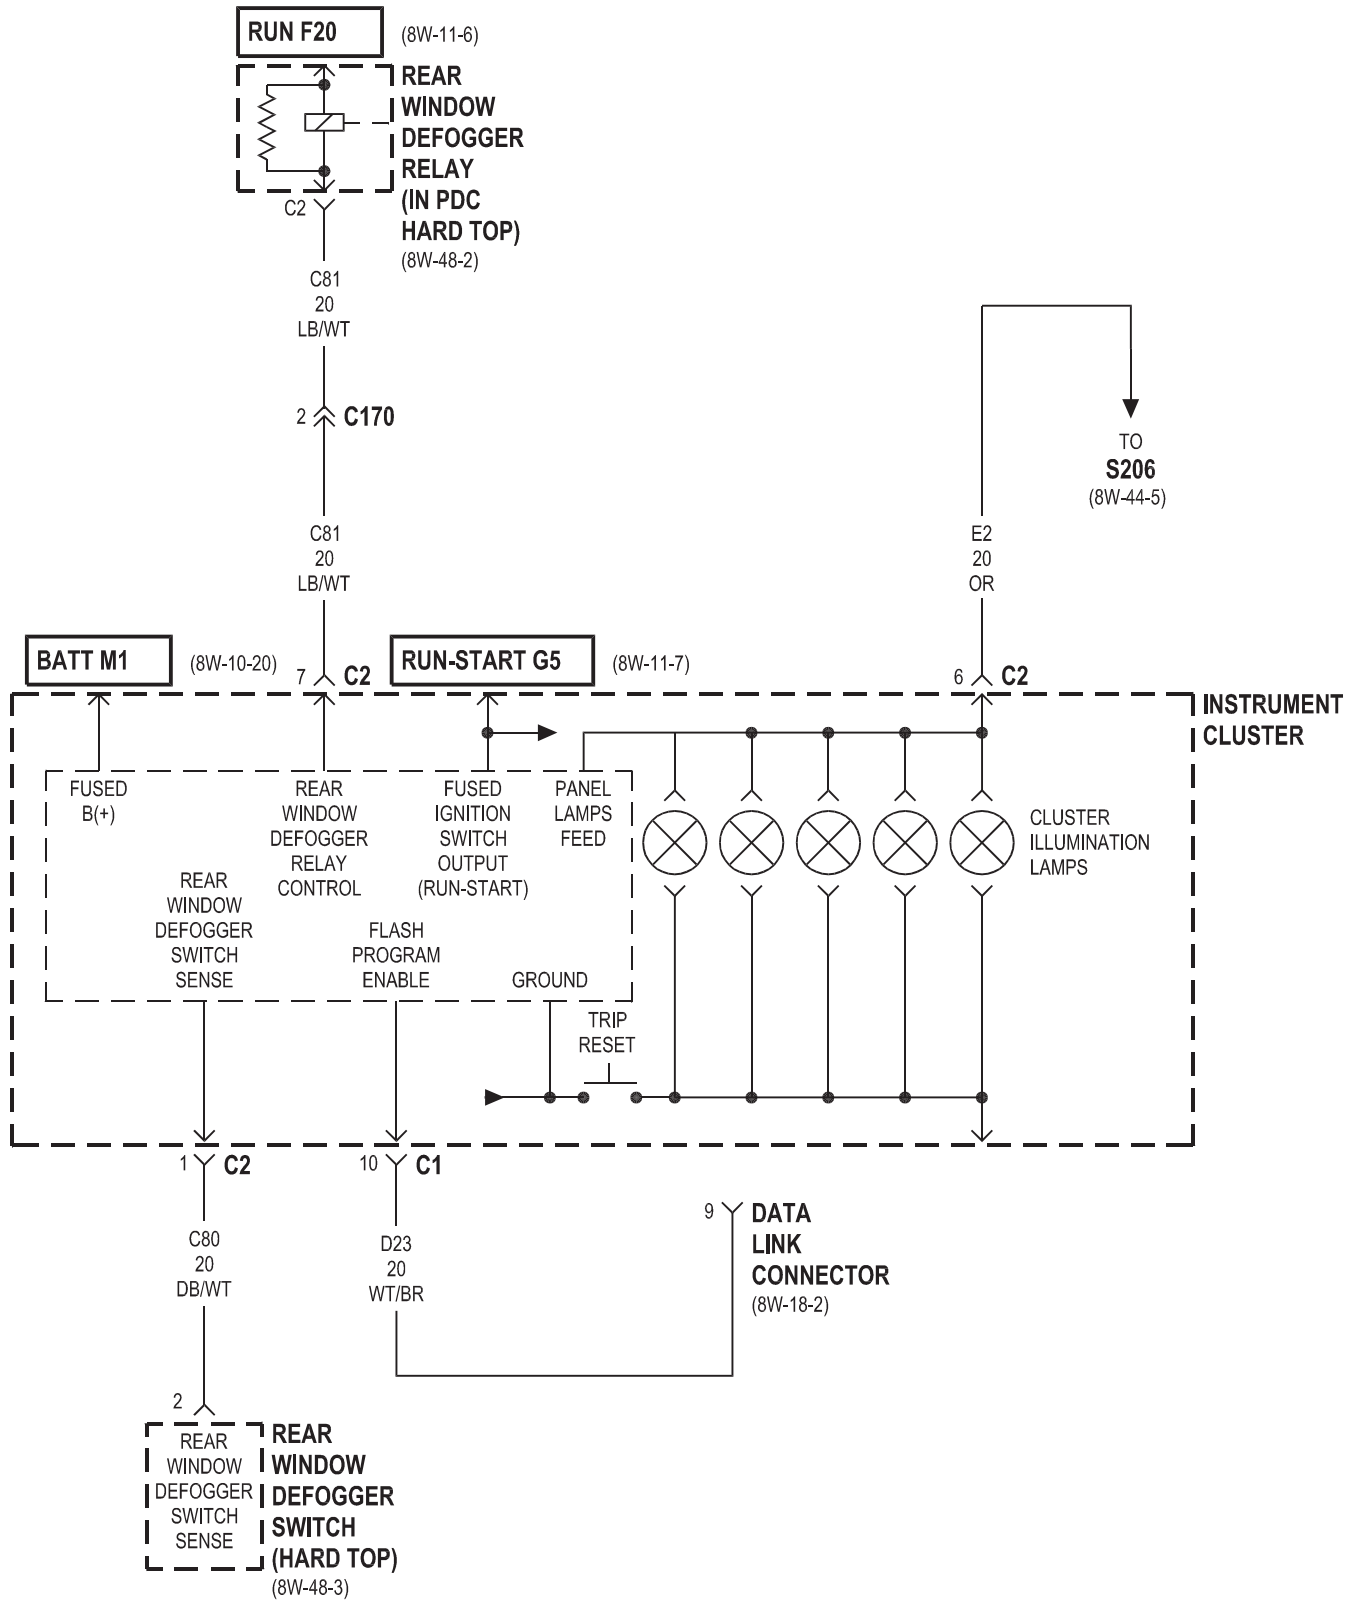 RUN F20
(8W-11-6)
REAR
WINDOW
DEFOGGER
RELAY
(IN PDC
HARD TOP)
(8W-48-2)
C2
C81
20
LB/WT
2
C170
C81
20
LB/WT
TO
S206
(8W-44-5)
E2
20
OR
BATT M1
(8W-10-20)
7
C2
RUN-START G5
(8W-11-7)
6
C2
INSTRUMENT
CLUSTER
FUSED
B(+)
REAR
WINDOW
DEFOGGER
RELAY
CONTROL
FUSED
IGNITION
SWITCH
OUTPUT
(RUN-START)
PANEL
LAMPS
FEED
CLUSTER
ILLUMINATION
LAMPS
REAR
WINDOW
DEFOGGER
SWITCH
SENSE
FLASH
PROGRAM
ENABLE
GROUND
TRIP
RESET
1
C2
10
C1
C80
20
DB/WT
D23
20
WT/BR
9
DATA
LINK
CONNECTOR
(8W-18-2)
2
REAR
WINDOW
DEFOGGER
SWITCH
SENSE
REAR
WINDOW
DEFOGGER
SWITCH
(HARD TOP)
(8W-48-3)